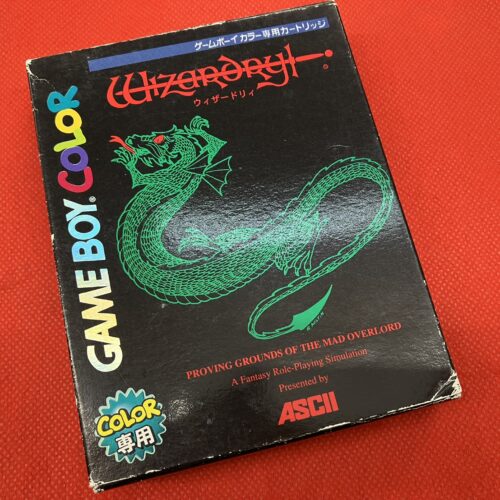 ゲームボーイ カラー専用カートリッジ
Wizardry I
®
ウィザードリィ
GAME BOY COLOR
PROVING GROUNDS OF THE MAD OVERLORD
A Fantasy Role-Playing Simulation
Presented by
ASCII
COLOR
専用